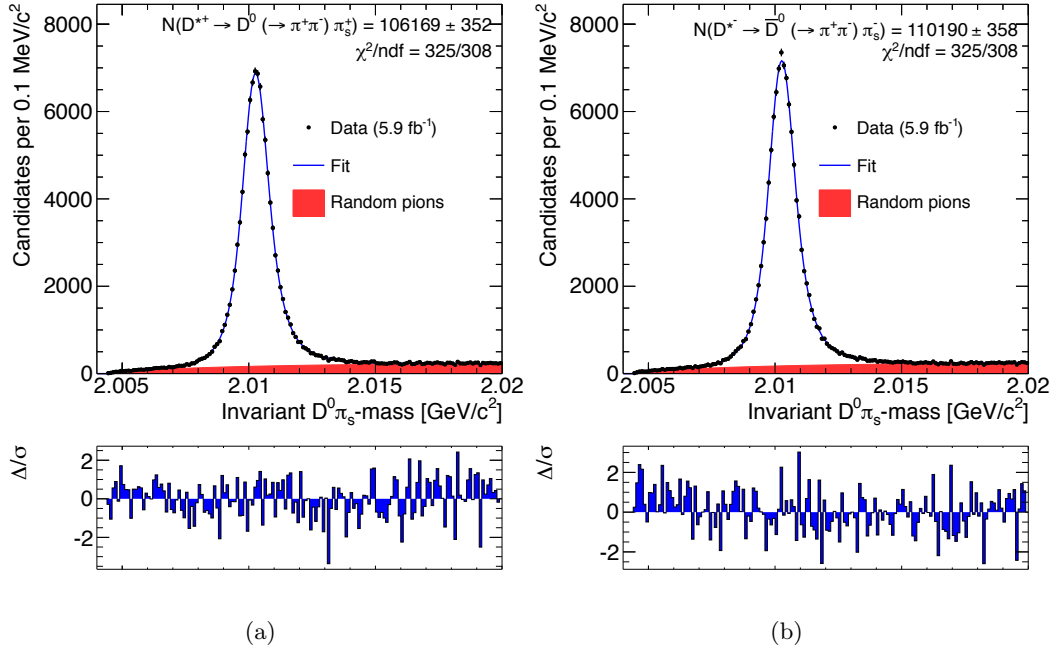 N(D*+ → D0 (→ π+π-) πs+) = 106169 ± 352
χ2/ndf = 325/308
Candidates per 0.1 MeV/c2
8000
6000
4000
2000
0
Data (5.9 fb-1)
Fit
Random pions
2.005 2.01 2.015 2.02
Invariant D0πs-mass [GeV/c2]
Δ/σ
2
0
-2
(a)
N(D*- → D̅0 (→ π+π-) πs-) = 110190 ± 358
χ2/ndf = 325/308
Candidates per 0.1 MeV/c2
8000
6000
4000
2000
0
Data (5.9 fb-1)
Fit
Random pions
2.005 2.01 2.015 2.02
Invariant D0πs-mass [GeV/c2]
Δ/σ
2
0
-2
(b)